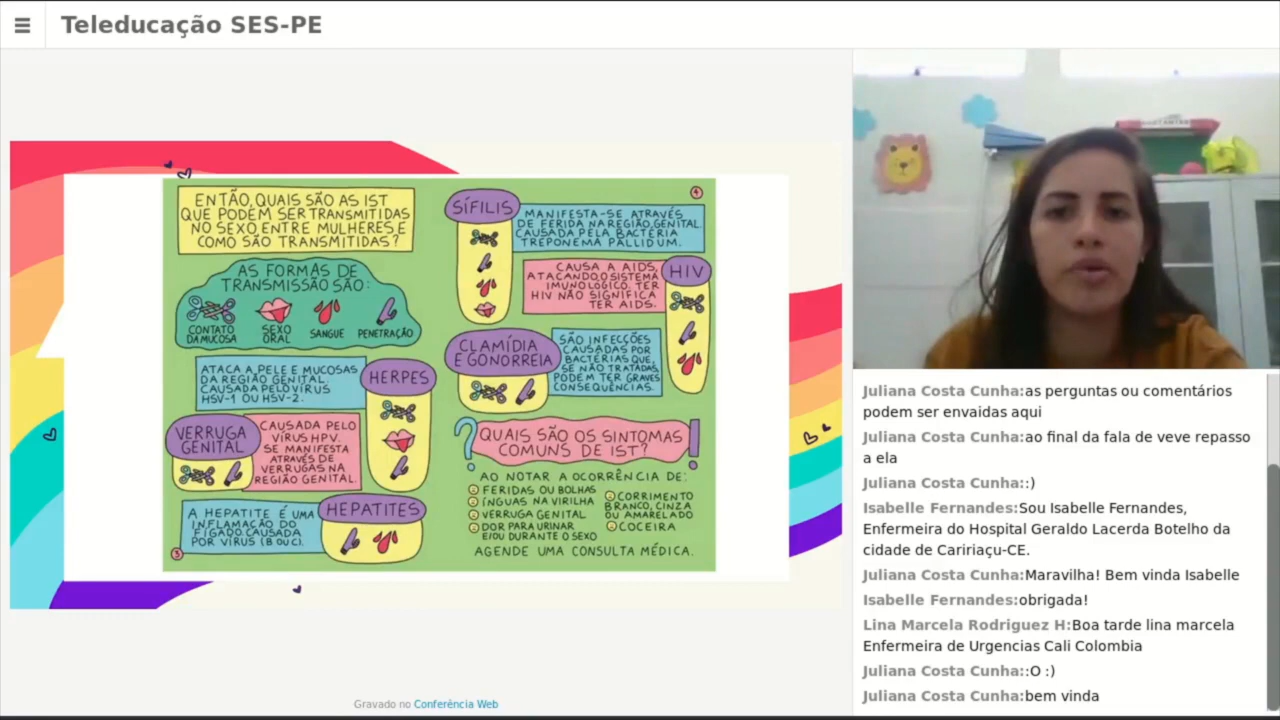 Teleducação SES-PE
ENTÃO, QUAIS SÃO AS IST
QUE PODEM SER TRANSMITIDAS
NO SEXO ENTRE MULHERES E
COMO SÃO TRANSMITIDAS?
AS FORMAS DE
TRANSMISSÃO SÃO:
CONTATO
DA MUCOSA
SEXO
ORAL
SANGUE
PENETRAÇÃO
ATACA A PELE E MUCOSAS
DA REGIÃO GENITAL.
CAUSADA PELO VÍRUS
HSV-1 OU HSV-2.
HERPES
VERRUGA
GENITAL
CAUSADA PELO
VÍRUS HPV.
SE MANIFESTA
ATRAVÉS DE
VERRUGAS NA
REGIÃO GENITAL.
A HEPATITE É UMA
INFLAMAÇÃO DO
FÍGADO CAUSADA
POR VÍRUS (B OU C).
HEPATITES
3
4
SÍFILIS
MANIFESTA-SE ATRAVÉS
DE FERIDA NA REGIÃO GENITAL.
CAUSADA PELA BACTÉRIA
TREPONEMA PALLIDUM.
CAUSA A AIDS,
ATACANDO O SISTEMA
IMUNOLÓGICO. TER
HIV NÃO SIGNIFICA
TER AIDS.
HIV
CLAMÍDIA
E GONORREIA
SÃO INFECÇÕES
CAUSADAS POR
BACTÉRIAS QUE,
SE NÃO TRATADAS,
PODEM TER GRAVES
CONSEQUÊNCIAS.
? QUAIS SÃO OS SINTOMAS !
COMUNS DE IST?
AO NOTAR A OCORRÊNCIA DE:
FERIDAS OU BOLHAS
ÍNGUAS NA VIRILHA
VERRUGA GENITAL
DOR PARA URINAR
E/OU DURANTE O SEXO
CORRIMENTO
BRANCO, CINZA
OU AMARELADO
COCEIRA
AGENDE UMA CONSULTA MÉDICA.
Gravado no Conferência Web
Juliana Costa Cunha:as perguntas ou comentários
podem ser envaidas aqui
Juliana Costa Cunha:ao final da fala de veve repasso
a ela
Juliana Costa Cunha::)
Isabelle Fernandes:Sou Isabelle Fernandes,
Enfermeira do Hospital Geraldo Lacerda Botelho da
cidade de Caririaçu-CE.
Juliana Costa Cunha:Maravilha! Bem vinda Isabelle
Isabelle Fernandes:obrigada!
Lina Marcela Rodriguez H:Boa tarde lina marcela
Enfermeira de Urgencias Cali Colombia
Juliana Costa Cunha::O :)
Juliana Costa Cunha:bem vinda